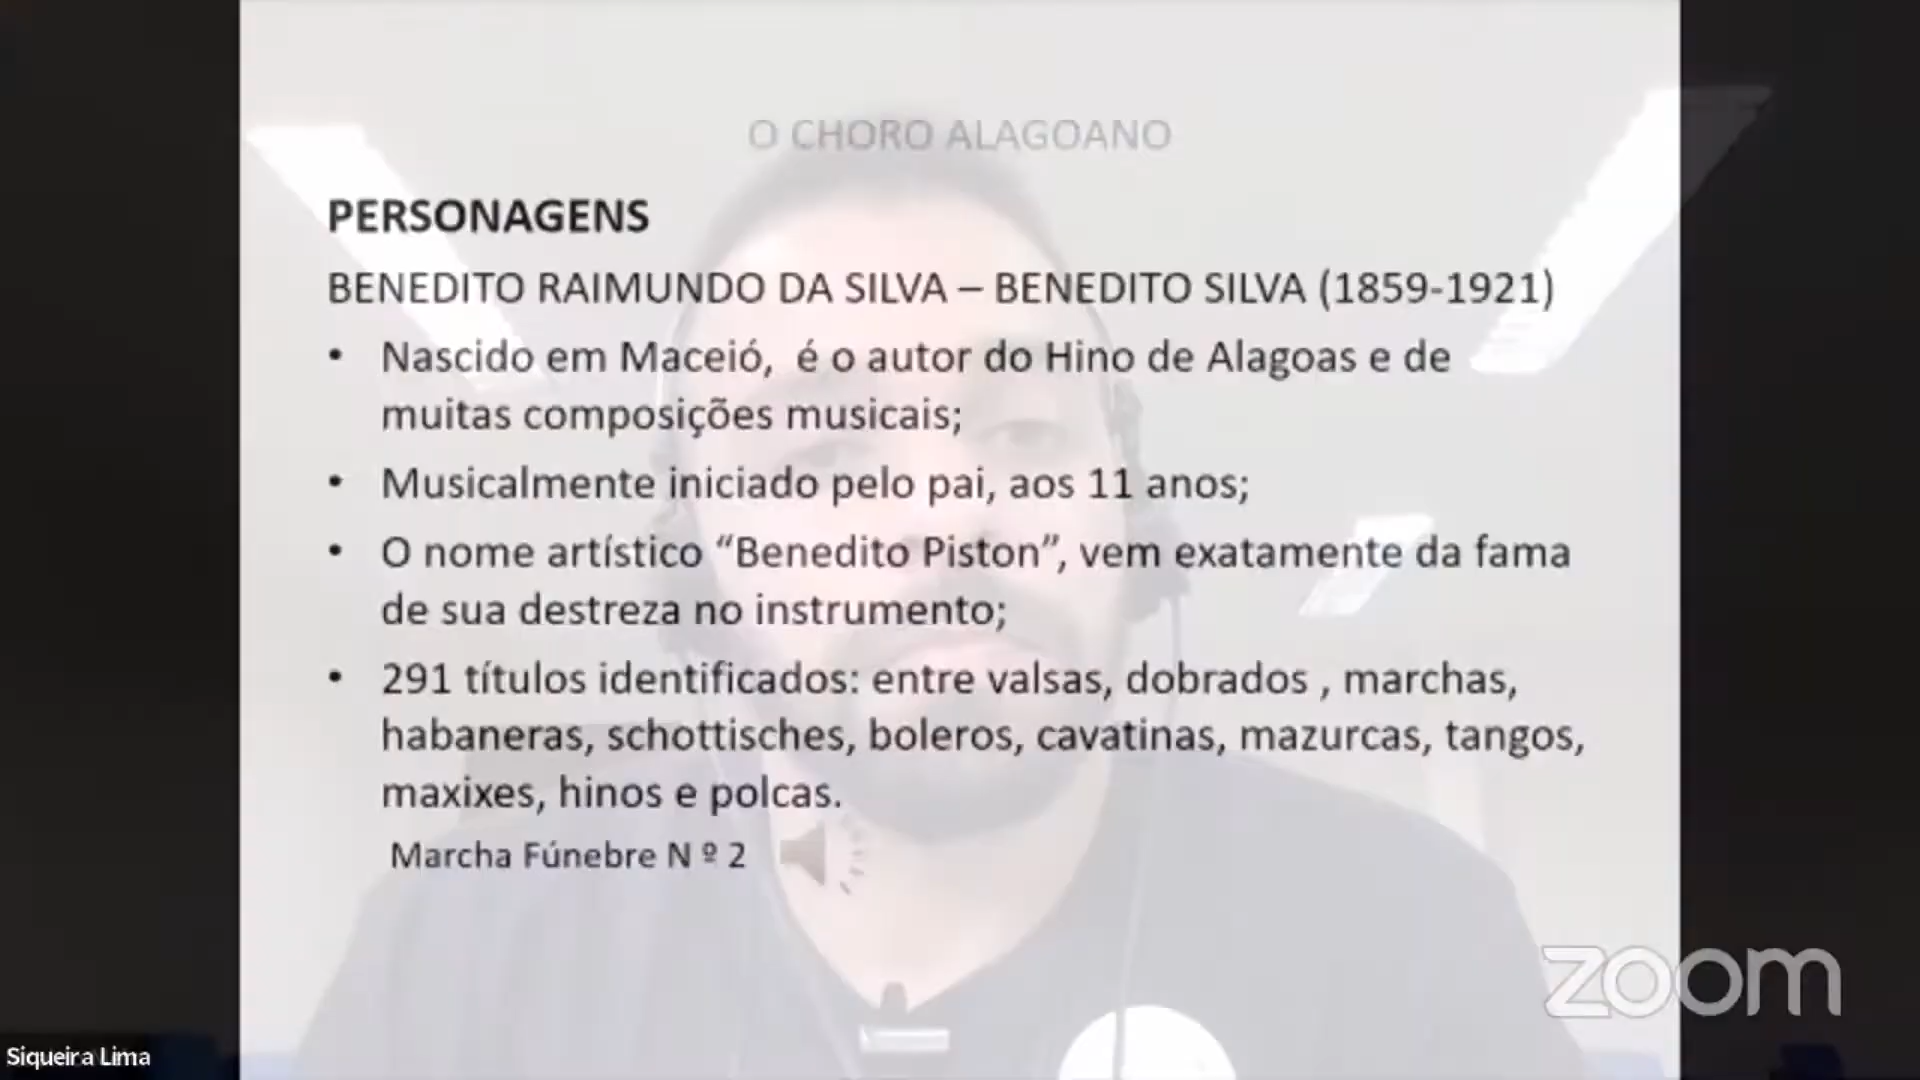 O CHORO ALAGOANO
PERSONAGENS
BENEDITO RAIMUNDO DA SILVA – BENEDITO SILVA (1859-1921)
• Nascido em Maceió,  é o autor do Hino de Alagoas e de
muitas composições musicais;
• Musicalmente iniciado pelo pai, aos 11 anos;
• O nome artístico “Benedito Piston”, vem exatamente da fama
de sua destreza no instrumento;
• 291 títulos identificados: entre valsas, dobrados , marchas,
habaneras, schottisches, boleros, cavatinas, mazurcas, tangos,
maxixes, hinos e polcas.
Marcha Fúnebre N º 2
zoom
Siqueira Lima